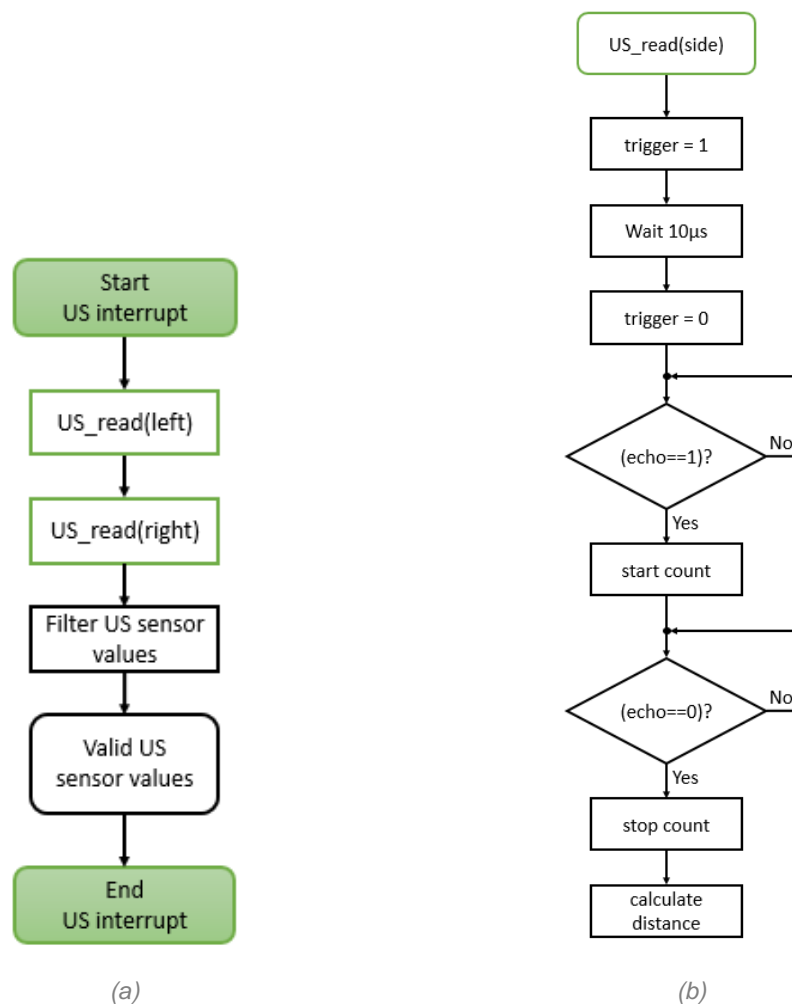 Start
US interrupt
US_read(left)
US_read(right)
Filter US sensor
values
Valid US
sensor values
End
US interrupt
(a)
US_read(side)
trigger = 1
Wait 10µs
trigger = 0
(echo==1)?
No
Yes
start count
(echo==0)?
No
Yes
stop count
calculate
distance
(b)